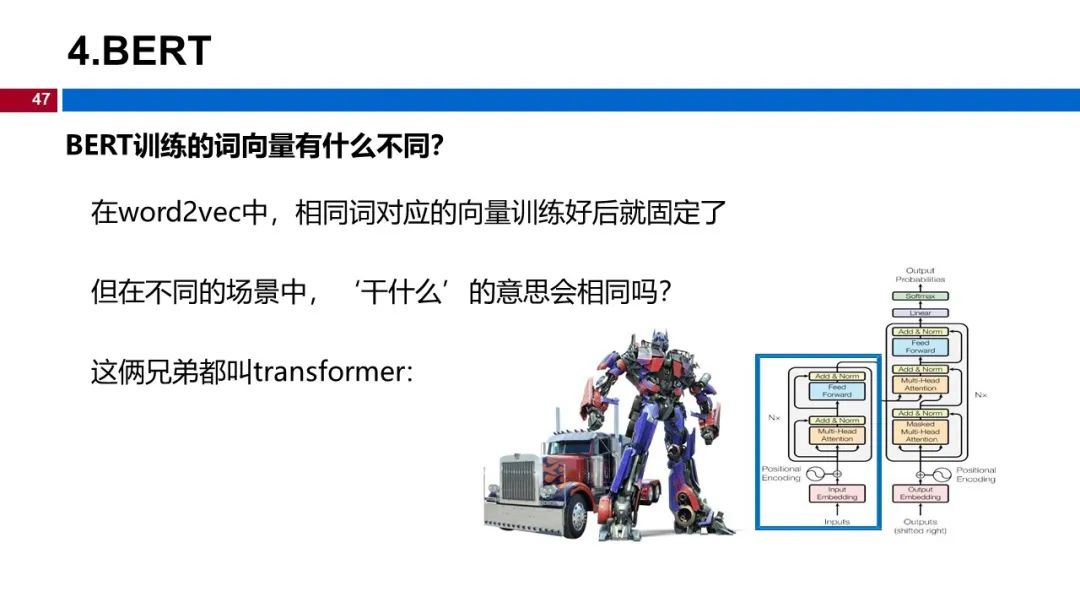 4.BERT
47
BERT训练的词向量有什么不同？
在word2vec中，相同词对应的向量训练好后就固定了
但在不同的场景中，‘干什么’的意思会相同吗？
这俩兄弟都叫transformer:
Output
Probabilities
Softmax
Linear
Add & Norm
Feed
Forward
Add & Norm
Multi-Head
Attention
Add & Norm
Masked
Multi-Head
Attention
Nx
Positional
Encoding
Output
Embedding
Outputs
(shifted right)
Add & Norm
Feed
Forward
Add & Norm
Multi-Head
Attention
Nx
Positional
Encoding
Input
Embedding
Inputs